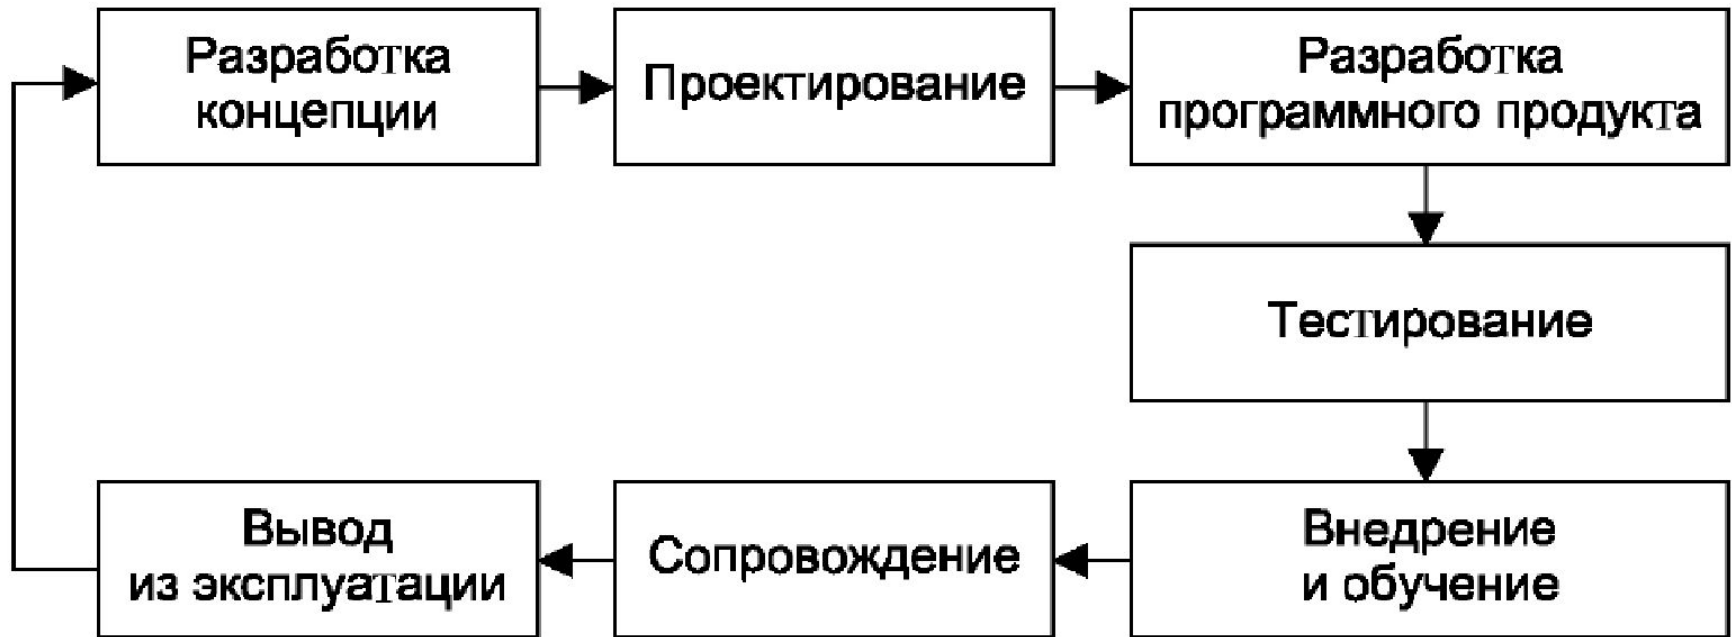 Разработка
концепции
Проектирование
Разработка
программного продукта
Тестирование
Внедрение
и обучение
Сопровождение
Вывод
из эксплуатации